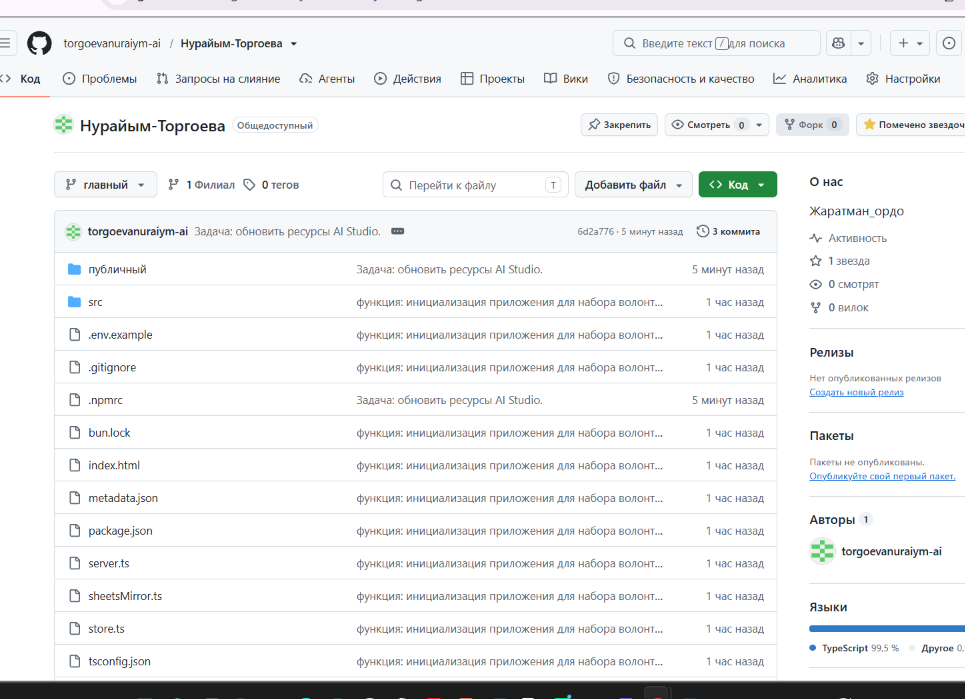 torgoevanuraiym-ai / Нурайым-Торгоева
Введите текст / для поиска
Код Проблемы Запросы на слияние Агенты Действия Проекты Вики Безопасность и качество Аналитика Настройки
Нурайым-Торгоева Общедоступный
Закрепить Смотреть 0 Форк 0 Помечено звездоч
главный 1 Филиал 0 тегов Перейти к файлу T Добавить файл Код
torgoevanuraiym-ai Задача: обновить ресурсы AI Studio. 6d2a776 · 5 минут назад 3 коммита
публичный Задача: обновить ресурсы AI Studio. 5 минут назад
src функция: инициализация приложения для набора волонт... 1 час назад
.env.example функция: инициализация приложения для набора волонт... 1 час назад
.gitignore функция: инициализация приложения для набора волонт... 1 час назад
.npmrc Задача: обновить ресурсы AI Studio. 5 минут назад
bun.lock функция: инициализация приложения для набора волонт... 1 час назад
index.html функция: инициализация приложения для набора волонт... 1 час назад
metadata.json функция: инициализация приложения для набора волонт... 1 час назад
package.json функция: инициализация приложения для набора волонт... 1 час назад
server.ts функция: инициализация приложения для набора волонт... 1 час назад
sheetsMirror.ts функция: инициализация приложения для набора волонт... 1 час назад
store.ts функция: инициализация приложения для набора волонт... 1 час назад
tsconfig.json функция: инициализация приложения для набора волонт... 1 час назад
О нас
Жаратман_ордо
Активность
1 звезда
0 смотрят
0 вилок
Релизы
Нет опубликованных релизов
Создать новый релиз
Пакеты
Пакеты не опубликованы.
Опубликуйте свой первый пакет.
Авторы 1
torgoevanuraiym-ai
Языки
TypeScript 99,5 % Другое 0,